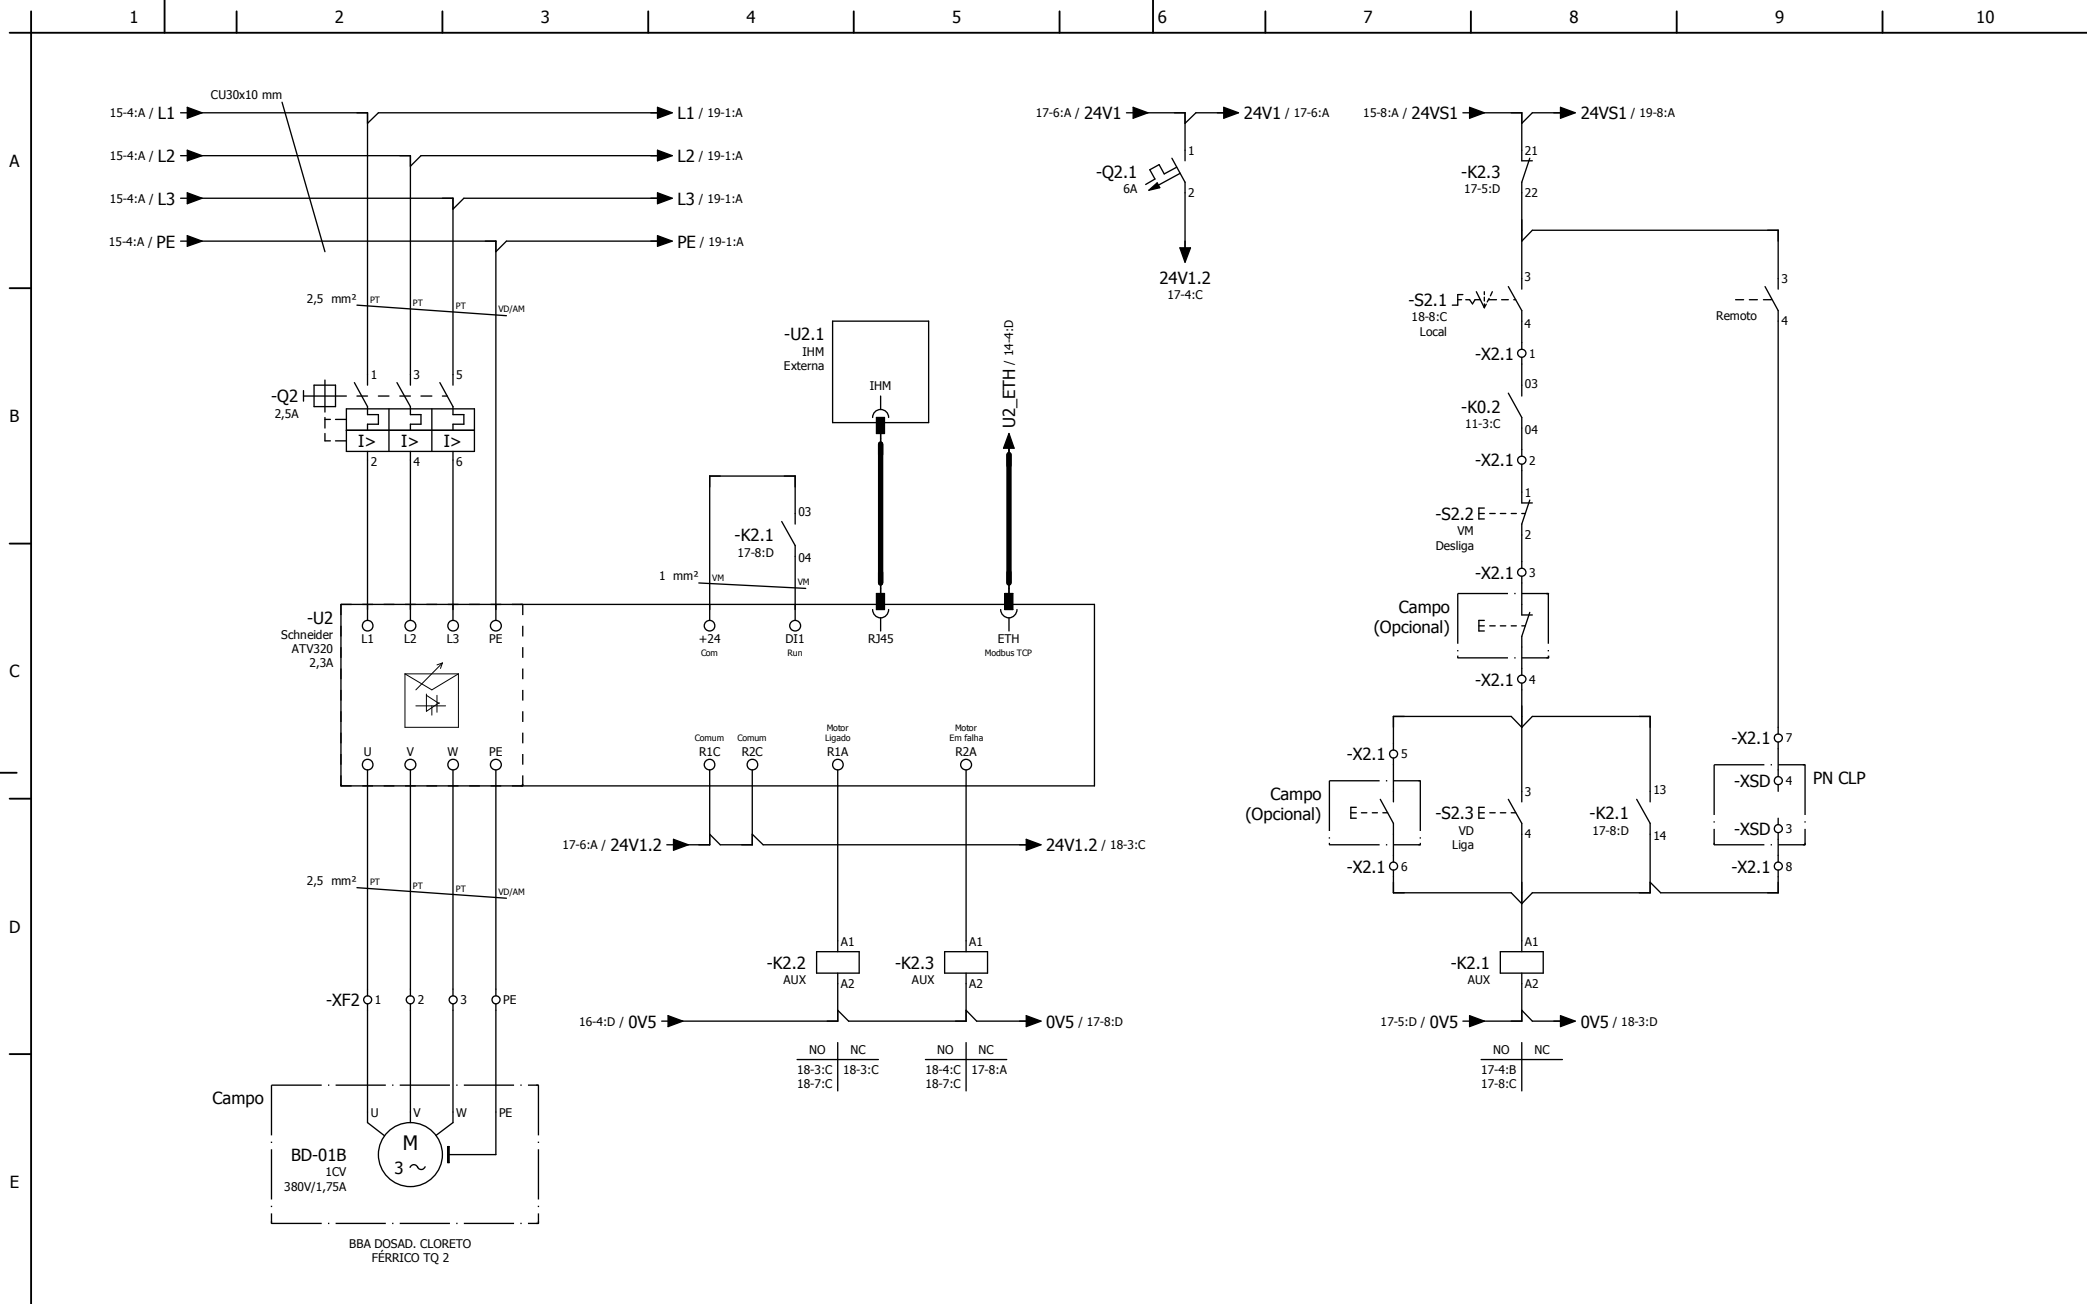 1 2 3 4 5 6 7 8 9 10
A
B
C
D
E
CU30x10 mm
15-4:A / L1
L1 / 19-1:A
15-4:A / L2
L2 / 19-1:A
15-4:A / L3
L3 / 19-1:A
15-4:A / PE
PE / 19-1:A
2,5 mm²
PT
PT
PT
VD/AM
-Q2
2,5A
1 3 5
I> I> I>
2 4 6
-U2
Schneider
ATV320
2,3A
L1 L2 L3 PE
U V W PE
2,5 mm²
PT
PT
PT
VD/AM
-XF2 1 2 3 PE
Campo
U V W PE
M
3 ~
BD-01B
1CV
380V/1,75A
BBA DOSAD. CLORETO
FÉRRICO TQ 2
-U2.1
IHM
Externa
IHM
U2_ETH / 14-4:D
03
-K2.1
17-8:D
04
1 mm²
VM
VM
+24
Com
DI1
Run
RJ45
ETH
Modbus TCP
Comum
R1C
Comum
R2C
Motor
Ligado
R1A
Motor
Em falha
R2A
17-6:A / 24V1.2
24V1.2 / 18-3:C
A1
-K2.2
AUX
A2
A1
-K2.3
AUX
A2
16-4:D / 0V5
0V5 / 17-8:D
NO NC
18-3:C 18-3:C
18-7:C
NO NC
18-4:C 17-8:A
18-7:C
17-6:A / 24V1
24V1 / 17-6:A
1
-Q2.1
6A
2
24V1.2
17-4:C
15-8:A / 24VS1
24VS1 / 19-8:A
21
-K2.3
17-5:D
22
3
-S2.1
18-8:C
Local
4
3
Remoto
4
-X2.1 1
03
-K0.2
11-3:C
04
-X2.1 2
1
-S2.2 E
VM
Desliga
2
-X2.1 3
Campo
(Opcional)
E
-X2.1 4
-X2.1 5
Campo
(Opcional)
E
-X2.1 6
3
-S2.3 E
VD
Liga
4
13
-K2.1
17-8:D
14
-X2.1 7
-XSD 4
PN CLP
-XSD 3
-X2.1 8
A1
-K2.1
AUX
A2
17-5:D / 0V5
0V5 / 18-3:D
NO NC
17-4:B
17-8:C